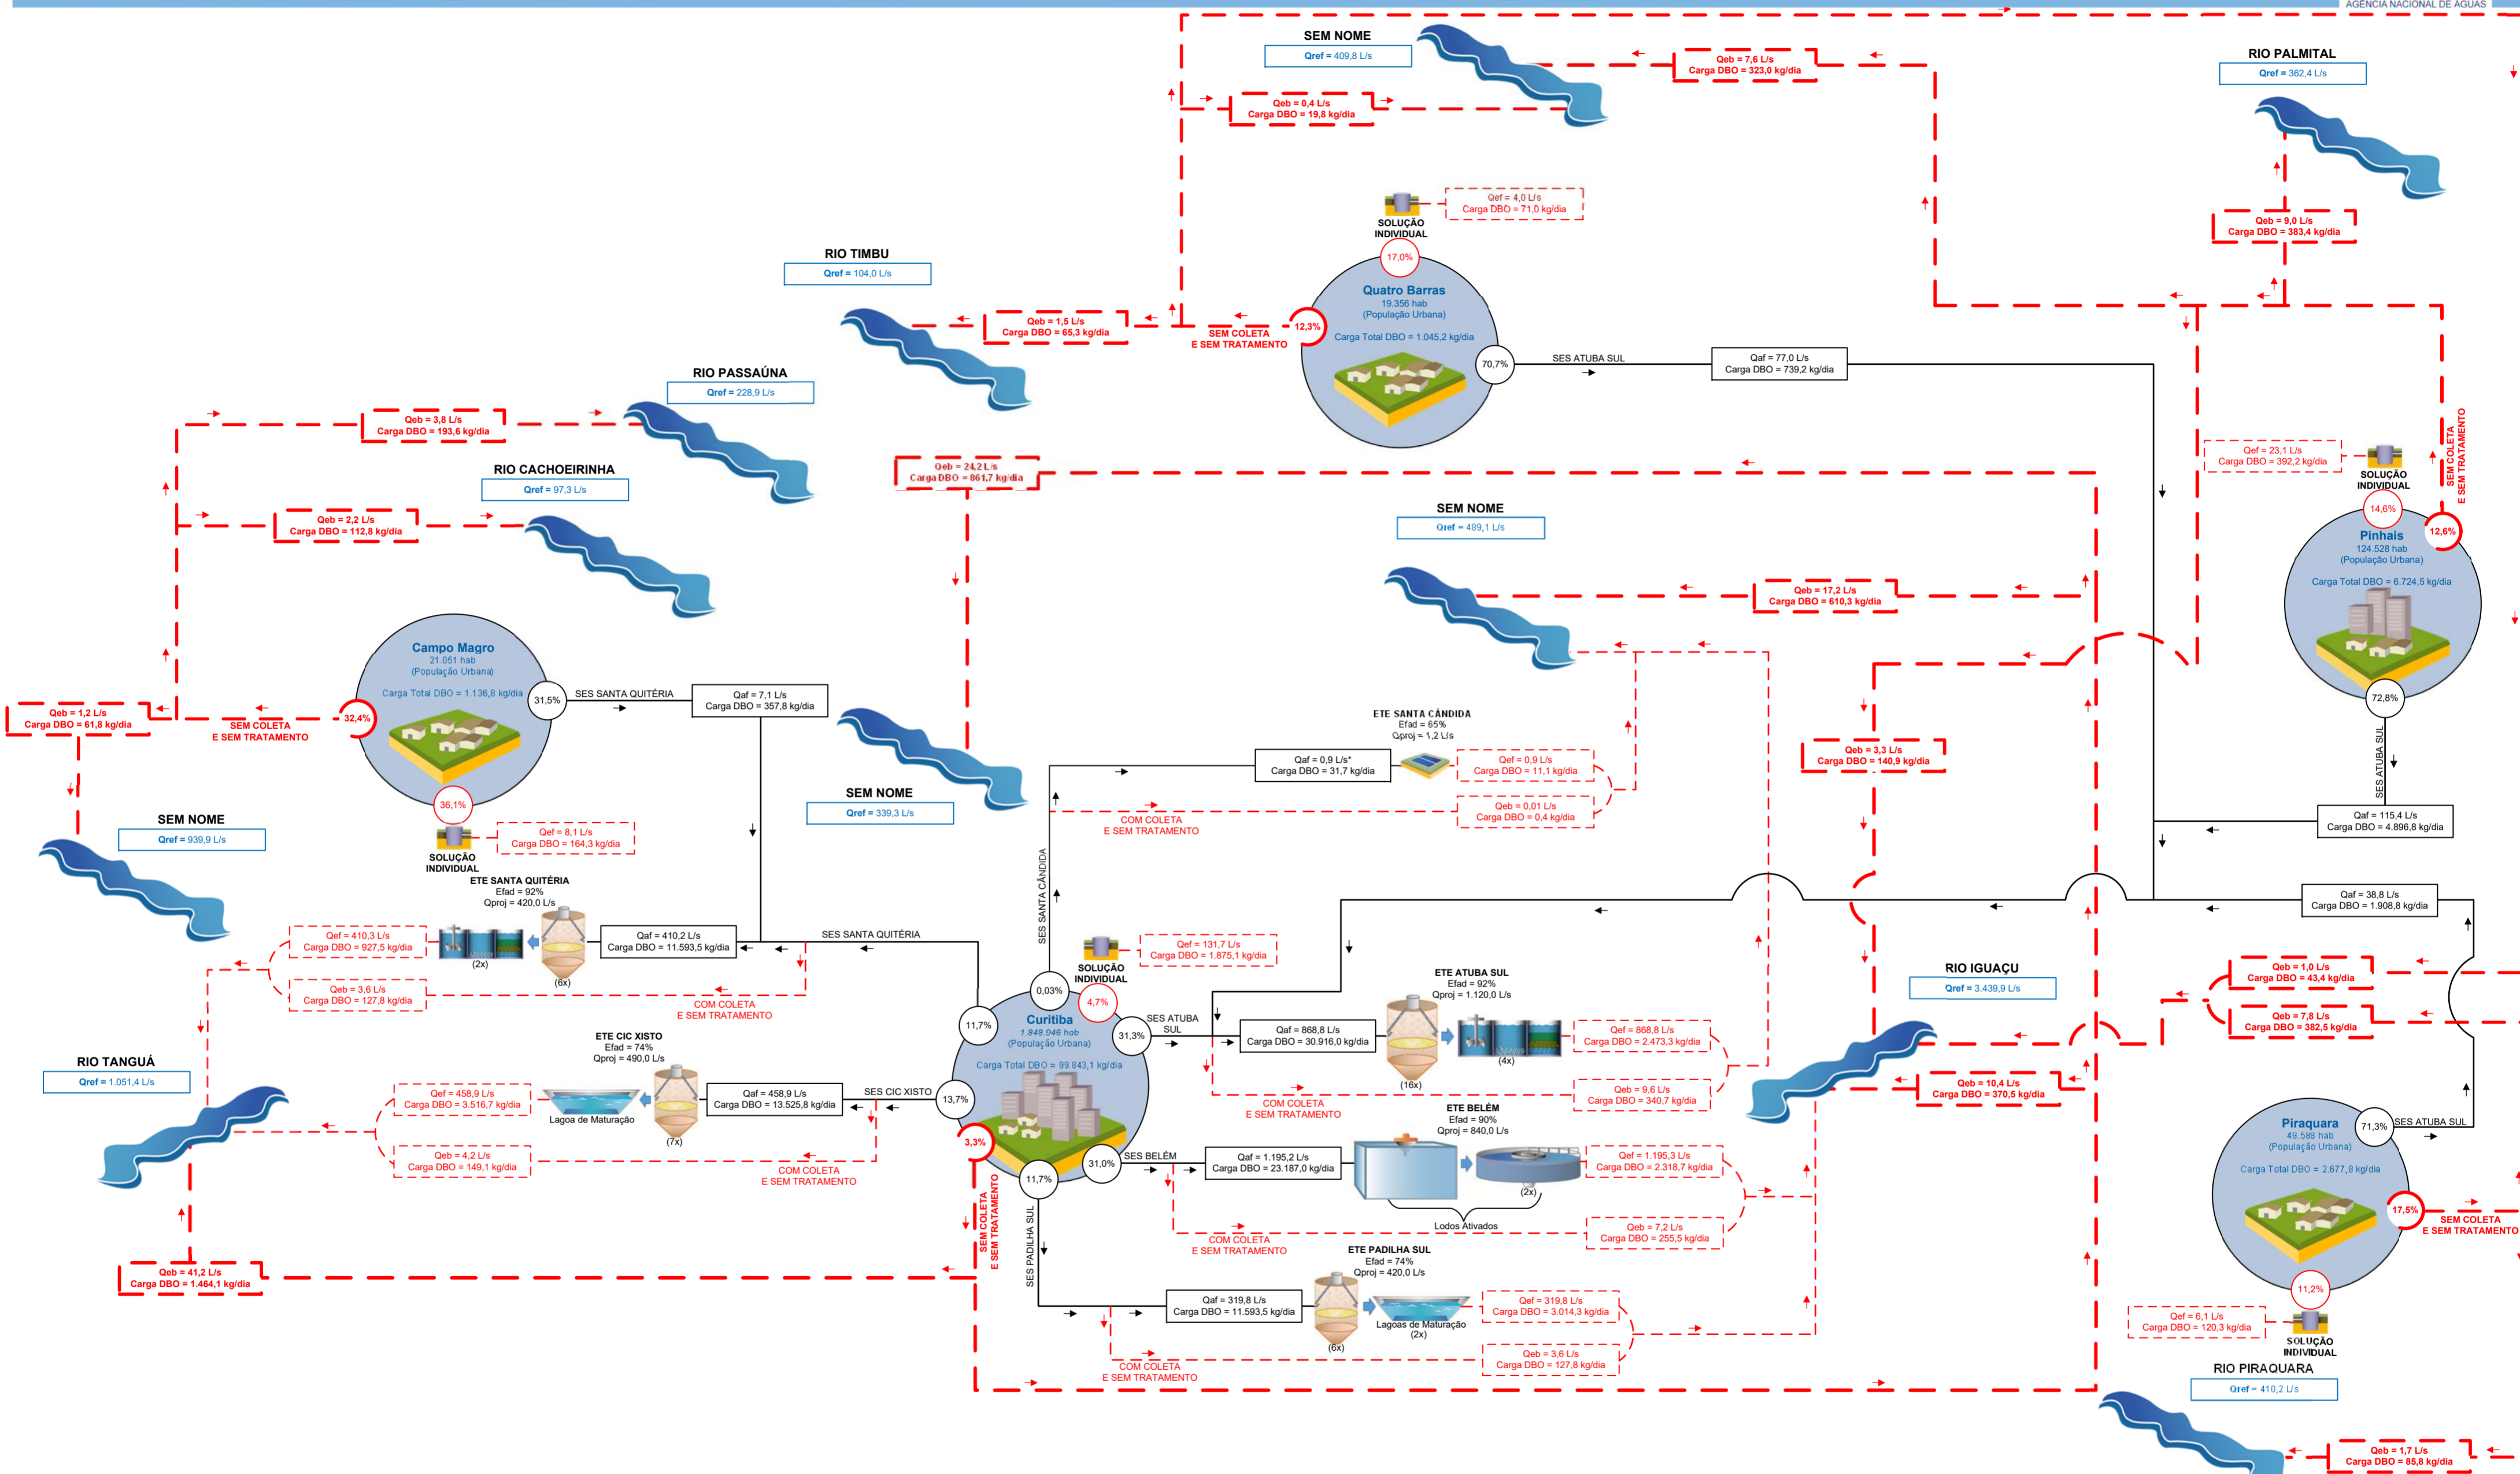 AGÊNCIA NACIONAL DE ÁGUAS
SEM NOME
Qref = 409,8 L/s
Qeb = 7,6 L/s
Carga DBO = 323,0 kg/dia
RIO PALMITAL
Qref = 362,4 L/s
Qeb = 0,4 L/s
Carga DBO = 19,8 kg/dia
Qef = 4,0 L/s
Carga DBO = 71,0 kg/dia
SOLUÇÃO
INDIVIDUAL
17,0%
Qeb = 9,0 L/s
Carga DBO = 383,4 kg/dia
RIO TIMBU
Qref = 104,0 L/s
Qeb = 1,5 L/s
Carga DBO = 65,3 kg/dia
SEM COLETA
E SEM TRATAMENTO
12,3%
Quatro Barras
19.356 hab
(População Urbana)
Carga Total DBO = 1.045,2 kg/dia
70,7%
SES ATUBA SUL
Qaf = 77,0 L/s
Carga DBO = 739,2 kg/dia
RIO PASSAÚNA
Qref = 228,9 L/s
Qeb = 3,8 L/s
Carga DBO = 193,6 kg/dia
RIO CACHOEIRINHA
Qref = 97,3 L/s
Qeb = 2,2 L/s
Carga DBO = 112,8 kg/dia
Qeb = 24,2 L/s
Carga DBO = 861,7 kg/dia
SEM NOME
Qref = 489,1 L/s
Qeb = 17,2 L/s
Carga DBO = 610,3 kg/dia
Qef = 23,1 L/s
Carga DBO = 392,2 kg/dia
SOLUÇÃO
INDIVIDUAL
14,6%
SEM COLETA
E SEM TRATAMENTO
12,6%
Pinhais
124.528 hab
(População Urbana)
Carga Total DBO = 6.724,5 kg/dia
72,8%
SES ATUBA SUL
Qaf = 115,4 L/s
Carga DBO = 4.896,8 kg/dia
Campo Magro
21.051 hab
(População Urbana)
Carga Total DBO = 1.136,8 kg/dia
31,5%
SES SANTA QUITÉRIA
Qaf = 7,1 L/s
Carga DBO = 357,8 kg/dia
32,4%
SEM COLETA
E SEM TRATAMENTO
Qeb = 1,2 L/s
Carga DBO = 61,8 kg/dia
36,1%
SOLUÇÃO
INDIVIDUAL
Qef = 8,1 L/s
Carga DBO = 164,3 kg/dia
SEM NOME
Qref = 939,9 L/s
SEM NOME
Qref = 339,3 L/s
ETE SANTA CÂNDIDA
Efad = 65%
Qproj = 1,2 L/s
Qaf = 0,9 L/s*
Carga DBO = 31,7 kg/dia
Qef = 0,9 L/s
Carga DBO = 11,1 kg/dia
Qeb = 0,01 L/s
Carga DBO = 0,4 kg/dia
COM COLETA
E SEM TRATAMENTO
Qeb = 3,3 L/s
Carga DBO = 140,9 kg/dia
ETE SANTA QUITÉRIA
Efad = 92%
Qproj = 420,0 L/s
Qef = 410,3 L/s
Carga DBO = 927,5 kg/dia
(2x)
(6x)
Qaf = 410,2 L/s
Carga DBO = 11.593,5 kg/dia
SES SANTA QUITÉRIA
Qeb = 3,6 L/s
Carga DBO = 127,8 kg/dia
COM COLETA
E SEM TRATAMENTO
SES SANTA CÂNDIDA
SOLUÇÃO
INDIVIDUAL
Qef = 131,7 L/s
Carga DBO = 1.875,1 kg/dia
0,03%
4,7%
11,7%
Curitiba
1.848.946 hab
(População Urbana)
Carga Total DBO = 99.843,1 kg/dia
31,3%
SES ATUBA
SUL
Qaf = 868,8 L/s
Carga DBO = 30.916,0 kg/dia
ETE ATUBA SUL
Efad = 92%
Qproj = 1.120,0 L/s
(16x)
(4x)
Qef = 868,8 L/s
Carga DBO = 2.473,3 kg/dia
Qeb = 9,6 L/s
Carga DBO = 340,7 kg/dia
COM COLETA
E SEM TRATAMENTO
RIO IGUAÇU
Qref = 3.439,9 L/s
Qaf = 38,8 L/s
Carga DBO = 1.908,8 kg/dia
Qeb = 1,0 L/s
Carga DBO = 43,4 kg/dia
Qeb = 7,8 L/s
Carga DBO = 382,5 kg/dia
Qeb = 10,4 L/s
Carga DBO = 370,5 kg/dia
RIO TANGUÁ
Qref = 1.051,4 L/s
ETE CIC XISTO
Efad = 74%
Qproj = 490,0 L/s
Qef = 458,9 L/s
Carga DBO = 3.516,7 kg/dia
Lagoa de Maturação
(7x)
Qaf = 458,9 L/s
Carga DBO = 13.525,8 kg/dia
SES CIC XISTO
13,7%
Qeb = 4,2 L/s
Carga DBO = 149,1 kg/dia
COM COLETA
E SEM TRATAMENTO
3,3%
SEM COLETA
E SEM TRATAMENTO
11,7%
SES PADILHA SUL
31,0%
SES BELÉM
Qaf = 1.195,2 L/s
Carga DBO = 23.187,0 kg/dia
ETE BELÉM
Efad = 90%
Qproj = 840,0 L/s
(2x)
Lodos Ativados
Qef = 1.195,3 L/s
Carga DBO = 2.318,7 kg/dia
Qeb = 7,2 L/s
Carga DBO = 255,5 kg/dia
COM COLETA
E SEM TRATAMENTO
Qeb = 41,2 L/s
Carga DBO = 1.464,1 kg/dia
ETE PADILHA SUL
Efad = 74%
Qproj = 420,0 L/s
Qaf = 319,8 L/s
Carga DBO = 11.593,5 kg/dia
(6x)
Lagoas de Maturação
(2x)
Qef = 319,8 L/s
Carga DBO = 3.014,3 kg/dia
Qeb = 3,6 L/s
Carga DBO = 127,8 kg/dia
COM COLETA
E SEM TRATAMENTO
Piraquara
49.588 hab
(População Urbana)
Carga Total DBO = 2.677,8 kg/dia
71,3%
SES ATUBA SUL
17,5%
SEM COLETA
E SEM TRATAMENTO
11,2%
SOLUÇÃO
INDIVIDUAL
Qef = 6,1 L/s
Carga DBO = 120,3 kg/dia
RIO PIRAQUARA
Qref = 410,2 L/s
Qeb = 1,7 L/s
Carga DBO = 85,8 kg/dia